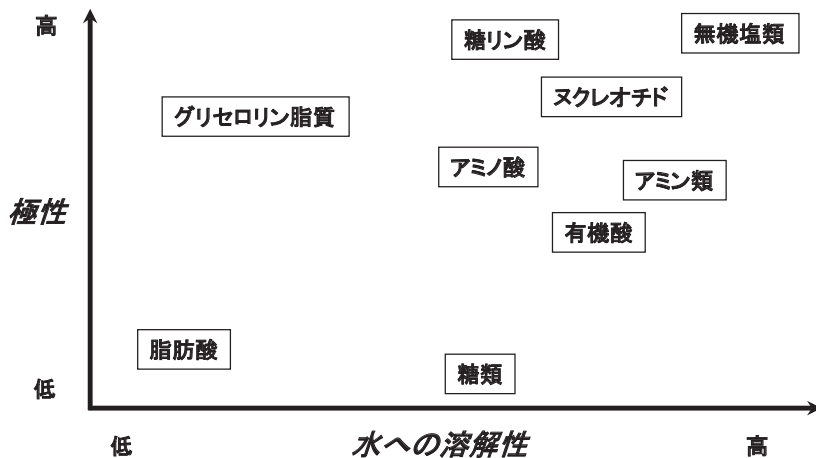 高
糖リン酸
無機塩類
ヌクレオチド
グリセロリン脂質
アミノ酸
アミン類
極性
有機酸
脂肪酸
糖類
低
低
水への溶解性
高